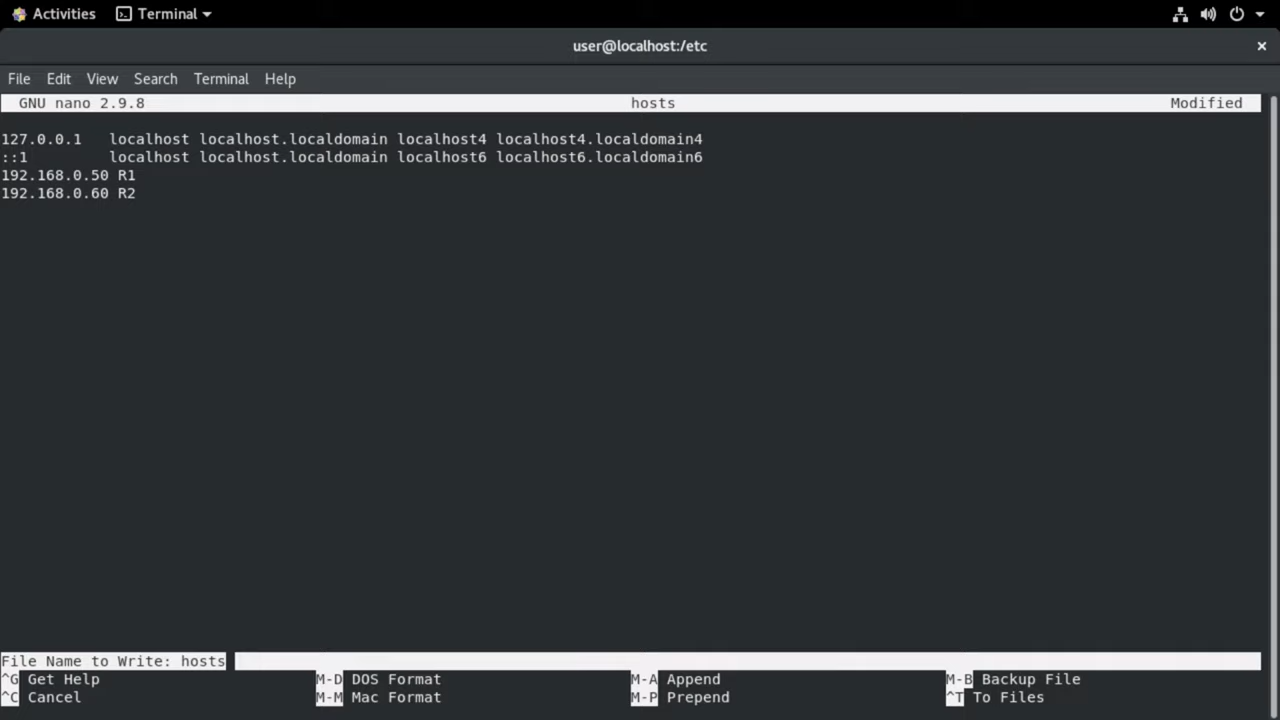 Activities Terminal
user@localhost:/etc ×
File Edit View Search Terminal Help
GNU nano 2.9.8 hosts Modified
127.0.0.1 localhost localhost.localdomain localhost4 localhost4.localdomain4
::1 localhost localhost.localdomain localhost6 localhost6.localdomain6
192.168.0.50 R1
192.168.0.60 R2
File Name to Write: hosts
^G Get Help M-D DOS Format M-A Append M-B Backup File
^C Cancel M-M Mac Format M-P Prepend ^T To Files